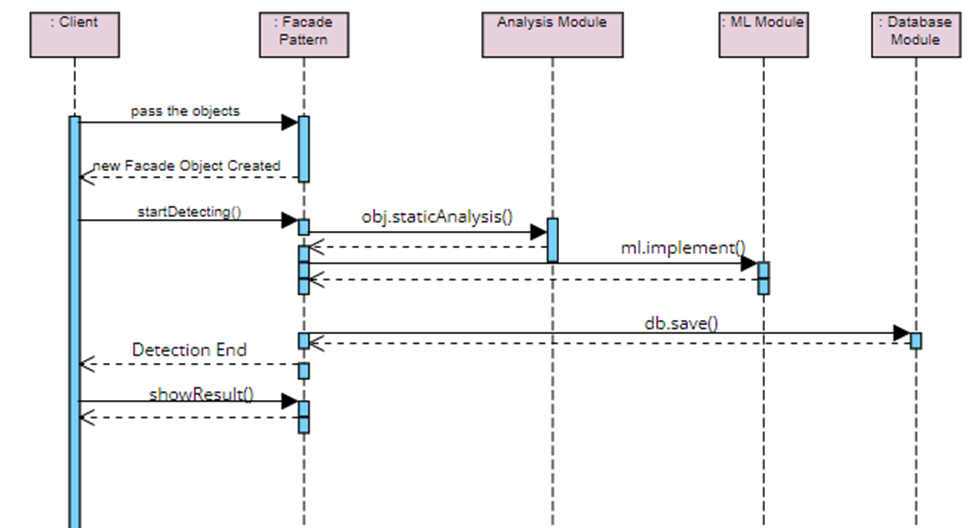 : Client
: Facade
Pattern
Analysis Module
: ML Module
: Database
Module
pass the objects
new Facade Object Created
startDetecting()
obj.staticAnalysis()
ml.implement()
db.save()
Detection End
showResult()